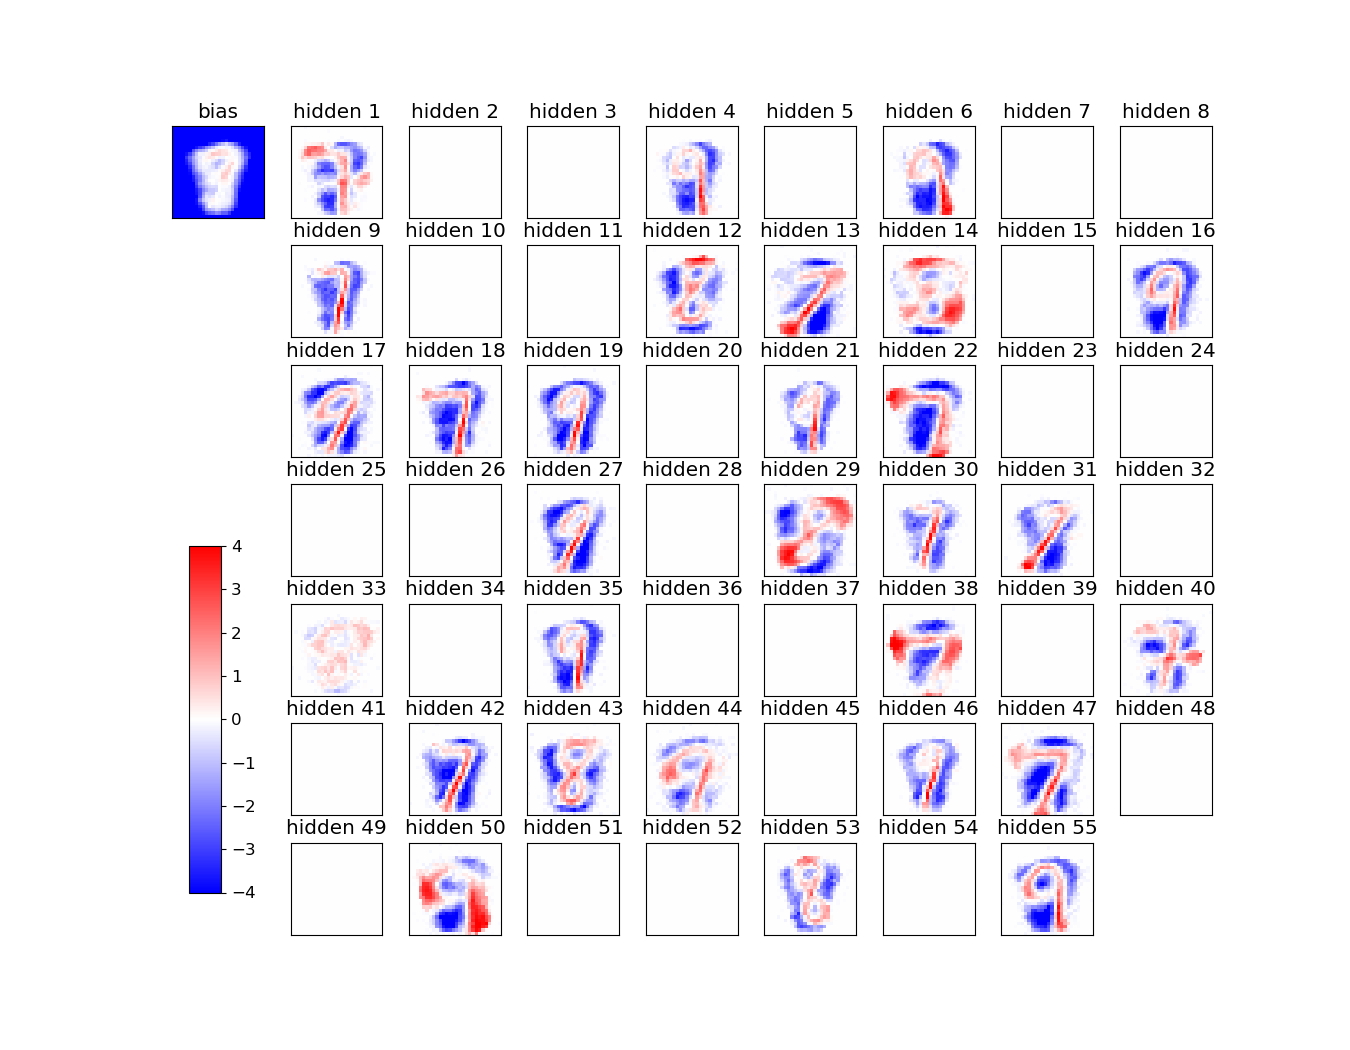 bias hidden 1 hidden 2 hidden 3 hidden 4 hidden 5 hidden 6 hidden 7 hidden 8
hidden 9 hidden 10 hidden 11 hidden 12 hidden 13 hidden 14 hidden 15 hidden 16
hidden 17 hidden 18 hidden 19 hidden 20 hidden 21 hidden 22 hidden 23 hidden 24
hidden 25 hidden 26 hidden 27 hidden 28 hidden 29 hidden 30 hidden 31 hidden 32
hidden 33 hidden 34 hidden 35 hidden 36 hidden 37 hidden 38 hidden 39 hidden 40
hidden 41 hidden 42 hidden 43 hidden 44 hidden 45 hidden 46 hidden 47 hidden 48
hidden 49 hidden 50 hidden 51 hidden 52 hidden 53 hidden 54 hidden 55
4
3
2
1
0
−1
−2
−3
−4